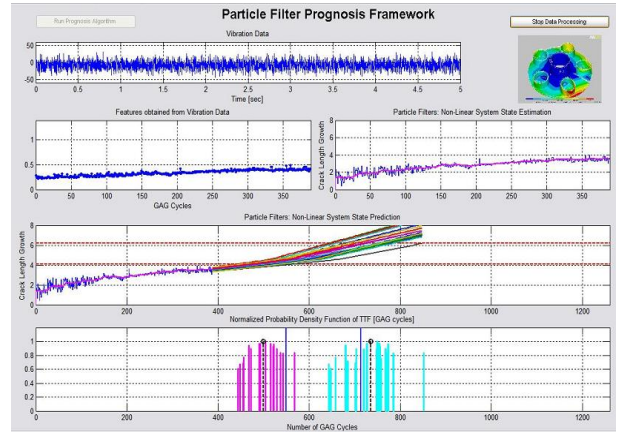 Particle Filter Prognosis Framework
Run Prognosis Algorithm
Stop Data Processing
Vibration Data
50
0
-50
0 0.5 1 1.5 2 2.5 3 3.5 4 4.5 5
Time [sec]
Features obtained from Vibration Data
1
0.5
0
0 50 100 150 200 250 300 350
GAG Cycles
Particle Filters: Non-Linear System State Estimation
Crack Length Growth
8
6
4
2
0
0 50 100 150 200 250 300 350
Particle Filters: Non-Linear System State Prediction
Crack Length Growth
8
6
4
2
0
0 200 400 600 800 1000 1200
Normalized Probability Density Function of TTF [GAG cycles]
1
0.8
0.6
0.4
0.2
0
0 200 400 600 800 1000 1200
Number of GAG Cycles